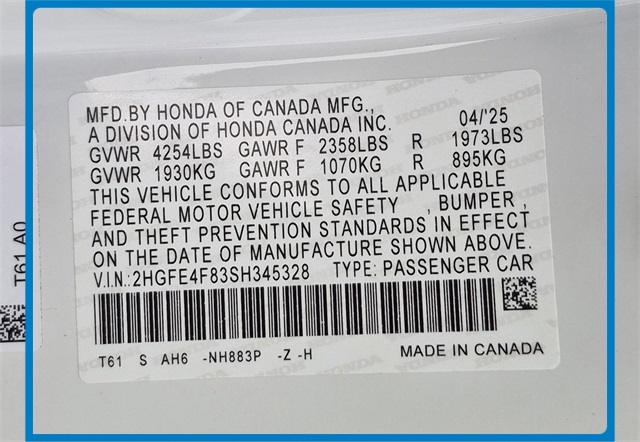 MFD.BY HONDA OF CANADA MFG., 04/'25
A DIVISION OF HONDA CANADA INC.
GVWR 4254LBS GAWR F 2358LBS R 1973LBS
GVWR 1930KG GAWR F 1070KG R 895KG
THIS VEHICLE CONFORMS TO ALL APPLICABLE
FEDERAL MOTOR VEHICLE SAFETY , BUMPER ,
AND THEFT PREVENTION STANDARDS IN EFFECT
ON THE DATE OF MANUFACTURE SHOWN ABOVE.
V.I.N.:2HGFE4F83SH345328 TYPE: PASSENGER CAR
T61 S AH6 -NH883P -Z -H MADE IN CANADA
T61 A0